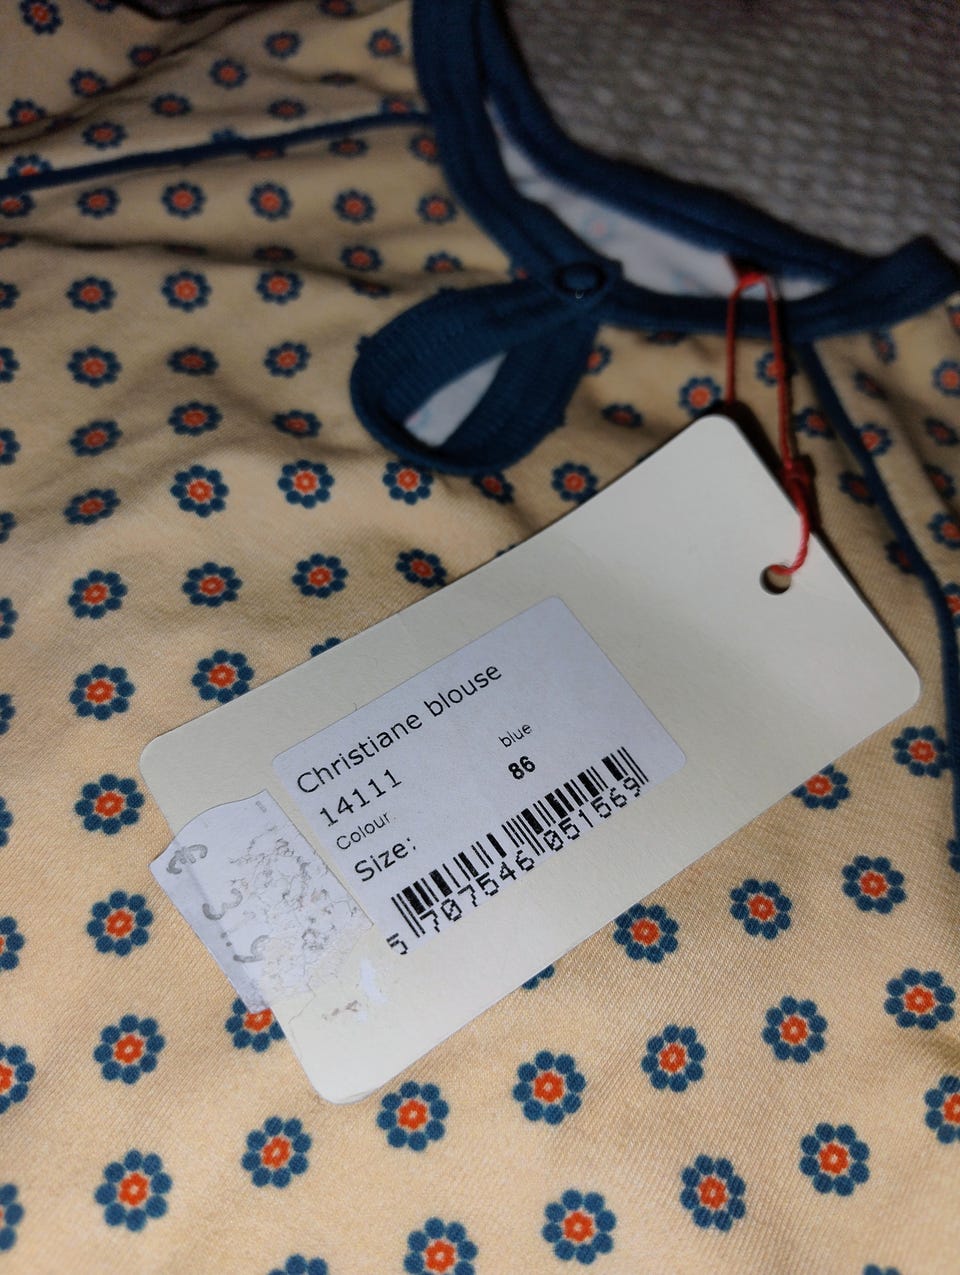 Christiane blouse
14111
Colour blue
Size: 86
5 707546 051569